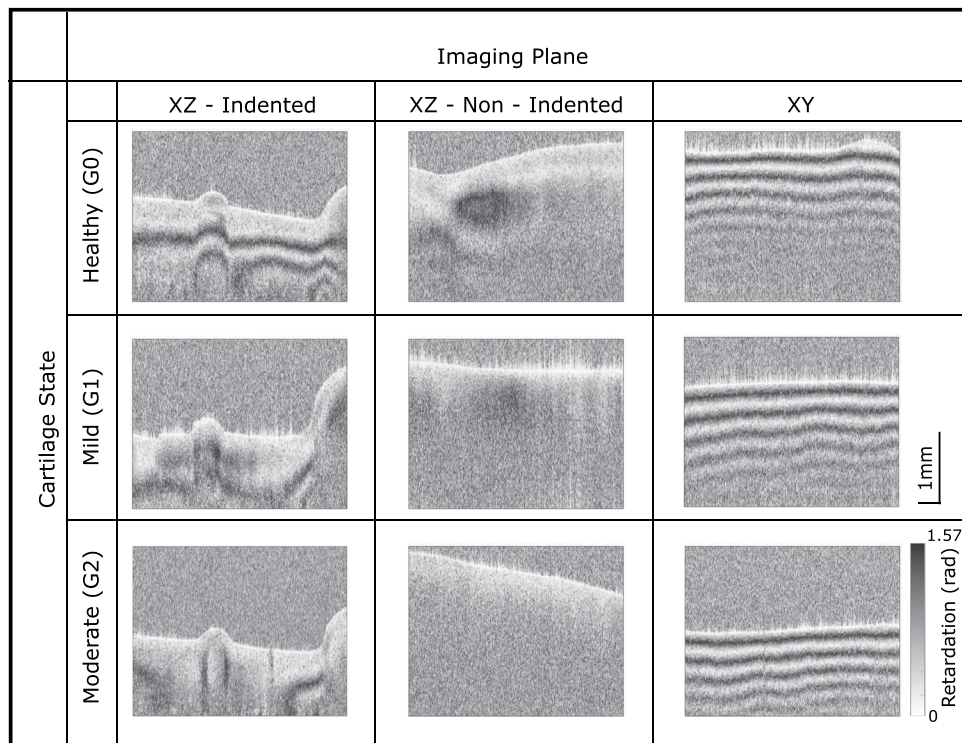 Imaging Plane
XZ - Indented
XZ - Non - Indented
XY
Cartilage State
Healthy (G0)
Mild (G1)
Moderate (G2)
1mm
1.57
Retardation (rad)
0